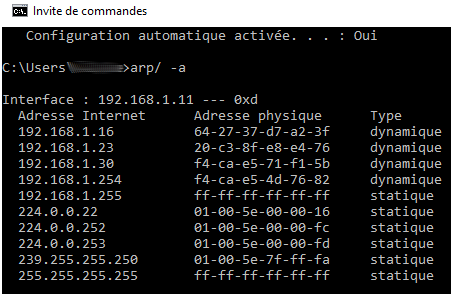 Invite de commandes
Configuration automatique activée. . . : Oui
C:\Users\ >arp/ -a
Interface : 192.168.1.11 --- 0xd
Adresse Internet Adresse physique Type
192.168.1.16 64-27-37-d7-a2-3f dynamique
192.168.1.23 20-c3-8f-e8-e4-76 dynamique
192.168.1.30 f4-ca-e5-71-f1-5b dynamique
192.168.1.254 f4-ca-e5-4d-76-82 dynamique
192.168.1.255 ff-ff-ff-ff-ff-ff statique
224.0.0.22 01-00-5e-00-00-16 statique
224.0.0.252 01-00-5e-00-00-fc statique
224.0.0.253 01-00-5e-00-00-fd statique
239.255.255.250 01-00-5e-7f-ff-fa statique
255.255.255.255 ff-ff-ff-ff-ff-ff statique